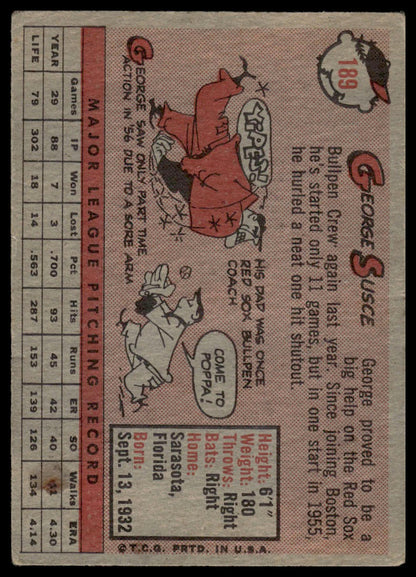 189
GEORGE SUSCE
George proved to be a
big help on the Red Sox
Bullpen Crew again last year. Since joining Boston,
he's started only 11 games, but in one start in 1955,
he hurled a neat one hit shutout.
YIPPEE!
GEORGE SAW ONLY PART TIME
ACTION IN '56 DUE TO A SORE ARM
HIS DAD WAS ONCE
RED SOX BULLPEN
COACH
COME TO
POPPA!
Height: 6'1"
Weight: 180
Throws: Right
Bats: Right
Home:
Sarasota,
Florida
Born:
Sept. 13, 1932
MAJOR LEAGUE PITCHING RECORD
Games IP Won Lost Pct Hits Runs ER SO Walks ERA
YEAR 29 88 7 3 .700 93 45 42 40 4.30
LIFE 79 302 18 14 .563 287 153 139 126 134 4.14
© T.C.G. PRTD. IN U.S.A.